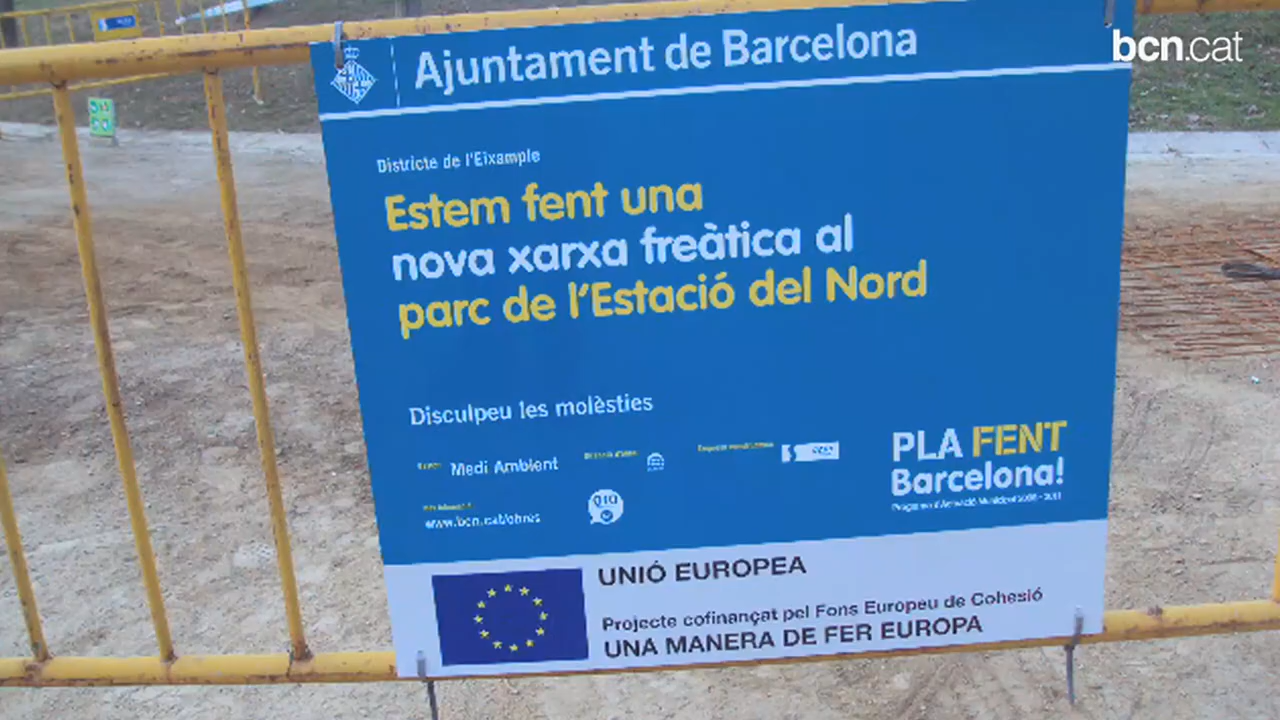 bcn.cat
Ajuntament de Barcelona
Districte de l'Eixample
Estem fent una
nova xarxa freàtica al
parc de l'Estació del Nord
Disculpeu les molèsties
Medi Ambient
www.bcn.cat/obres
010
PLA FENT
Barcelona!
UNIÓ EUROPEA
Projecte cofinançat pel Fons Europeu de Cohesió
UNA MANERA DE FER EUROPA